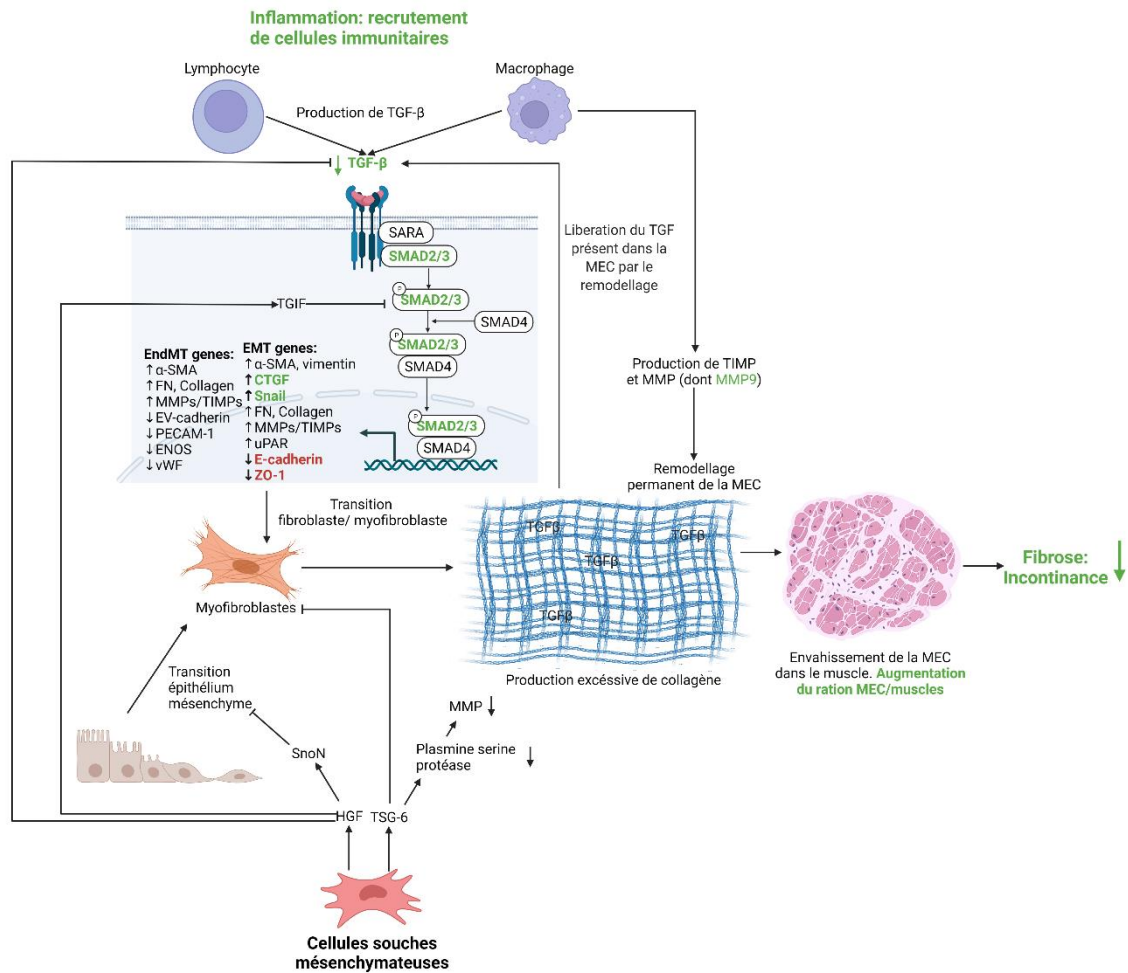 Inflammation: recrutement
de cellules immunitaires
Lymphocyte
Macrophage
Production de TGF-β
↓ TGF-β
SARA
SMAD2/3
Liberation du TGF
présent dans la
MEC par le
remodellage
TGIF
P
SMAD2/3
SMAD4
P
SMAD2/3
SMAD4
EndMT genes:
↑α-SMA
↑FN, Collagen
↑MMPs/TIMPs
↓EV-cadherin
↓PECAM-1
↓ENOS
↓vWF
EMT genes:
↑α-SMA, vimentin
↑CTGF
↑Snail
↑FN, Collagen
↑MMPs/TIMPs
↑uPAR
↓E-cadherin
↓ZO-1
P
SMAD2/3
SMAD4
Production de TIMP
et MMP (dont MMP9)
Remodellage
permanent de la MEC
Transition
fibroblaste/ myofibroblaste
TGFβ
TGFβ
TGFβ
TGFβ
Fibrose:
Incontinance ↓
Myofibroblastes
Production excéssive de collagène
Envahissement de la MEC
dans le muscle. Augmentation
du ration MEC/muscles
Transition
épithélium
mésenchyme
MMP ↓
SnoN
Plasmine serine
protéase ↓
HGF
TSG-6
Cellules souches
mésenchymateuses